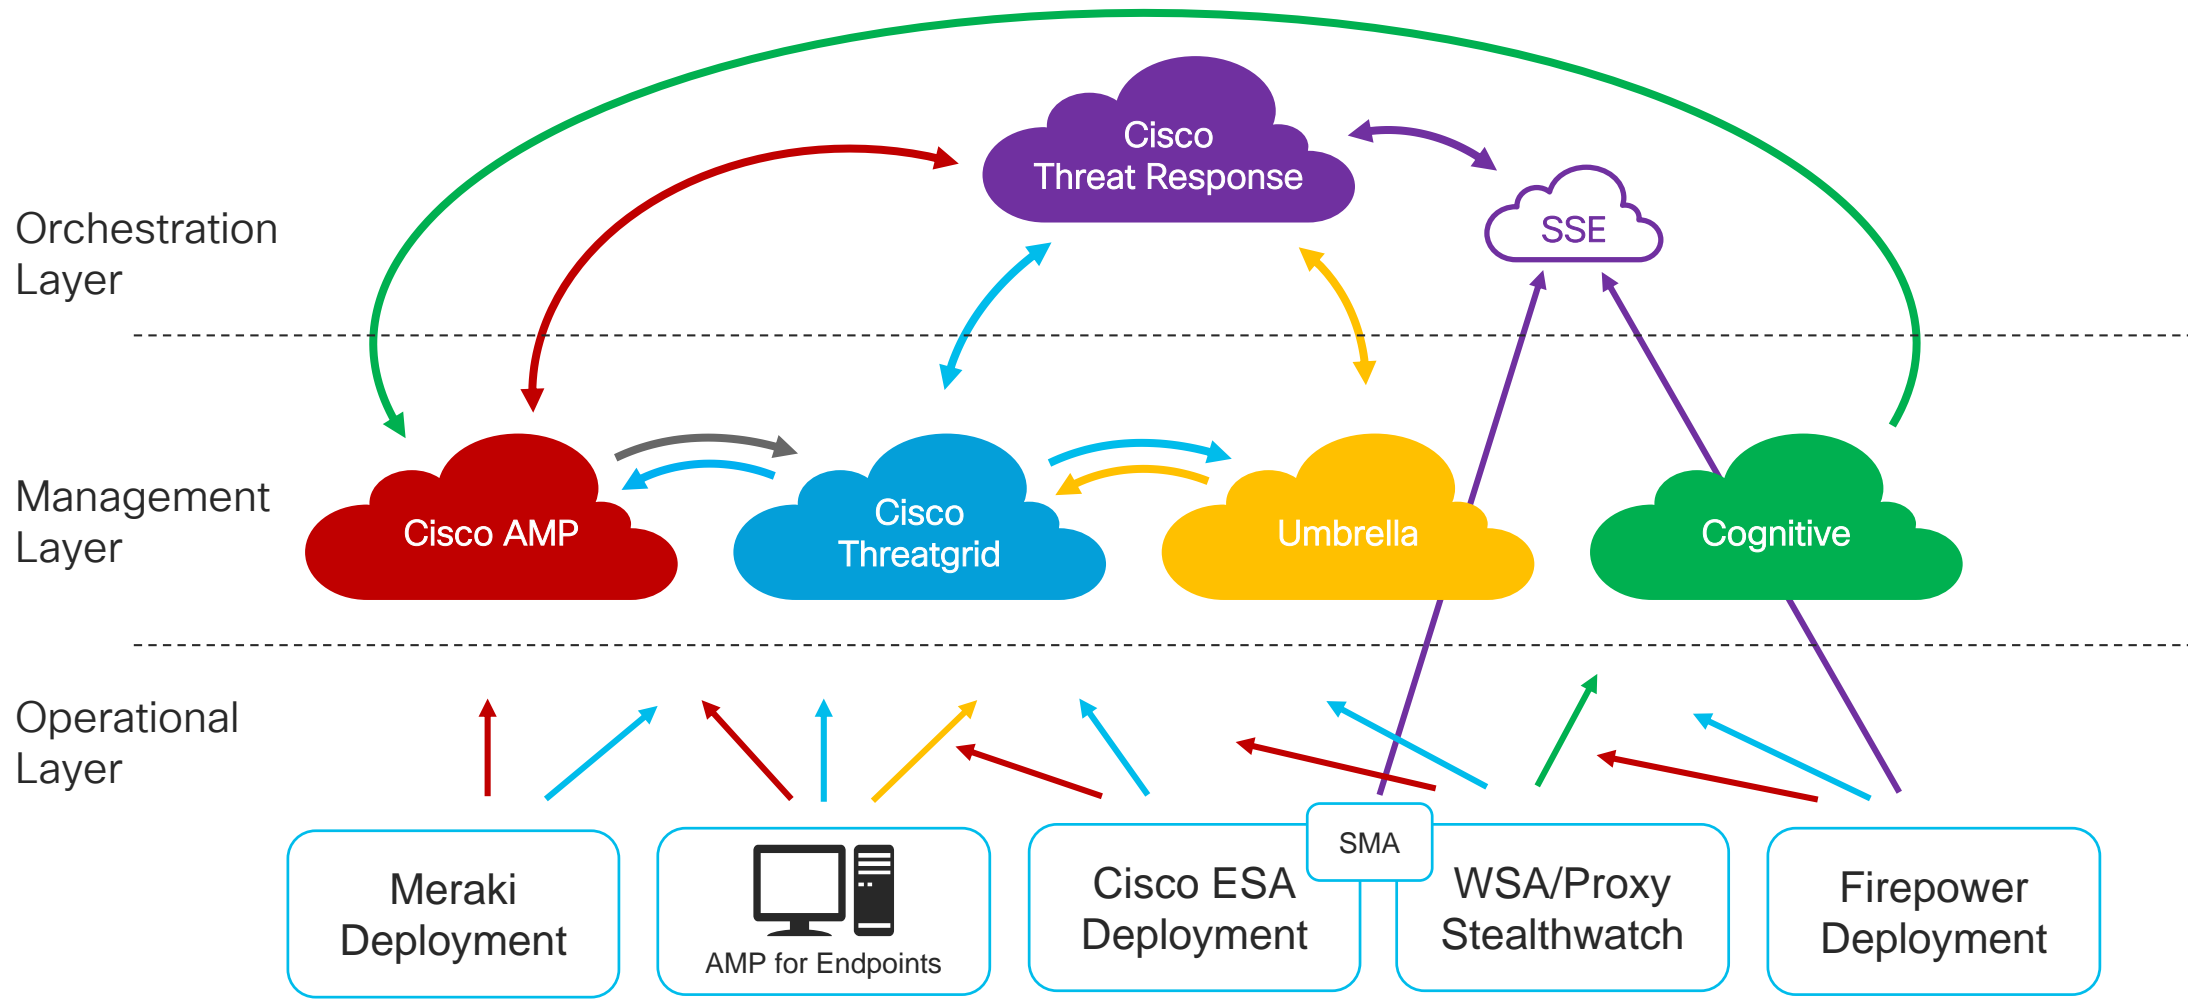 Cisco
Threat Response
SSE
Orchestration
Layer
Management
Layer
Cisco AMP
Cisco
Threatgrid
Umbrella
Cognitive
Operational
Layer
Meraki
Deployment
AMP for Endpoints
Cisco ESA
Deployment
SMA
WSA/Proxy
Stealthwatch
Firepower
Deployment